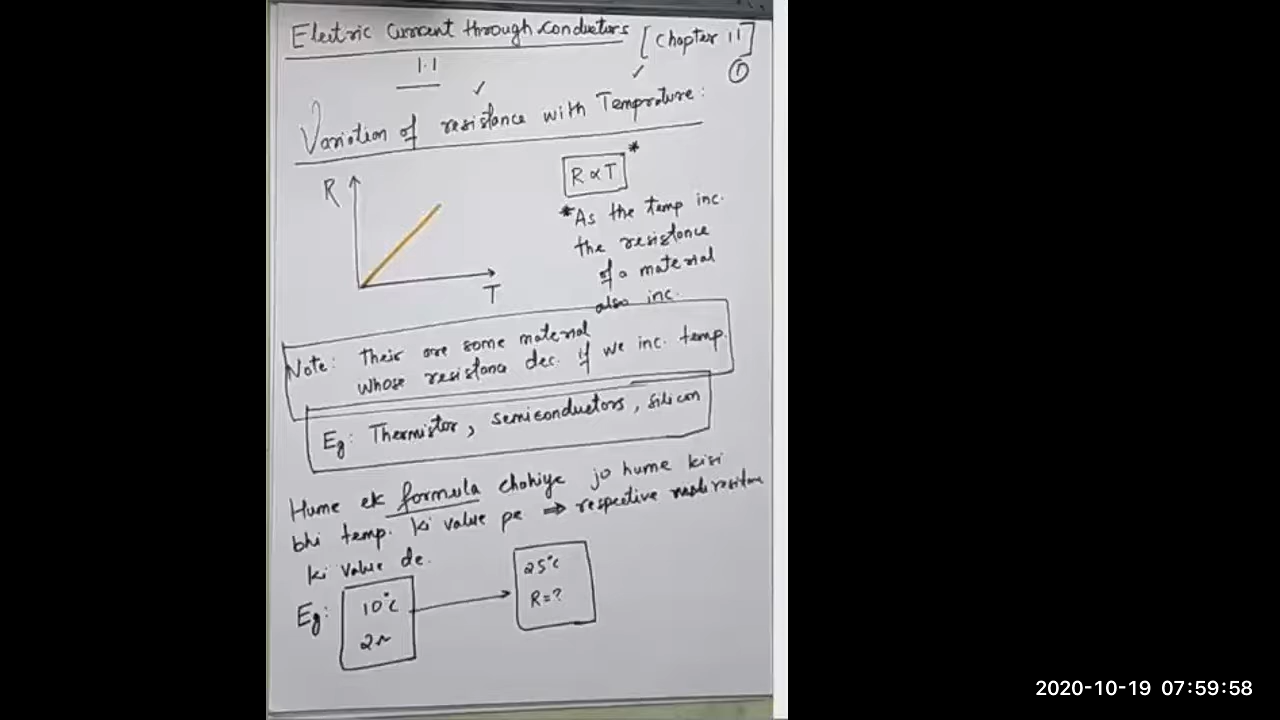 Electric Current through conductors [Chapter 11]
1.1
①
Variation of resistance with Temprature:
R
T
R ∝ T *
*As the temp inc.
the resistance
of a material
also inc.
Note: Their are some material
whose resistance dec. if we inc. temp.
Eg: Thermistor, semiconductors, silicon
Hume ek formula chahiye jo hume kisi
bhi temp. ki value pe ⇒ respective
ki value de.
Eg:
10°C
2Ω
25°C
R=?
2020-10-19 07:59:58